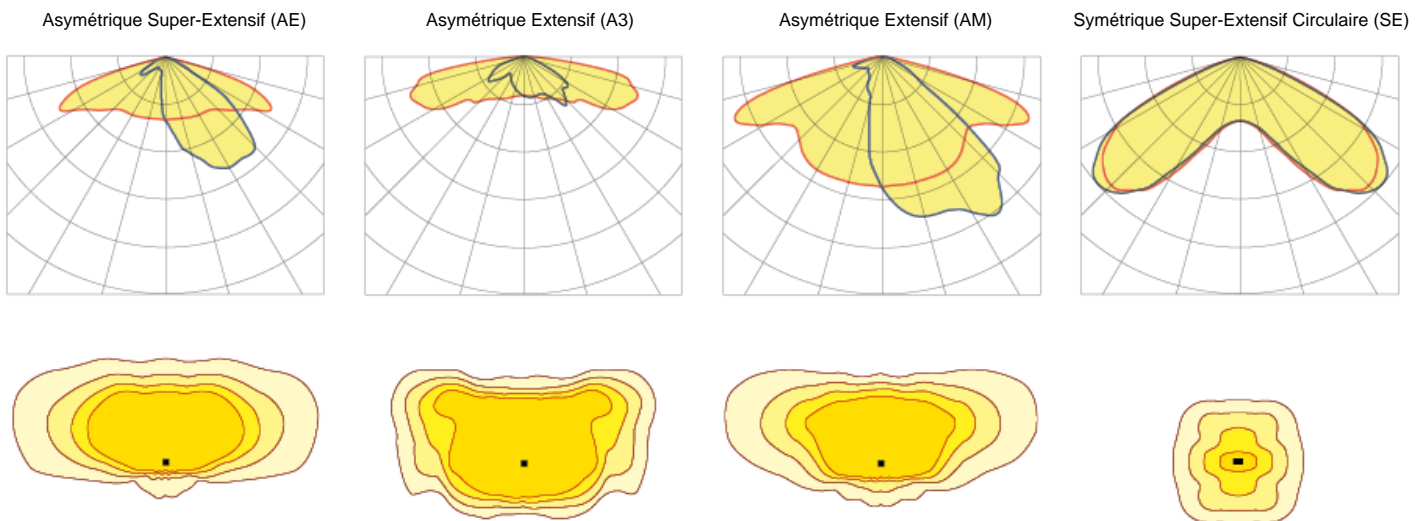 Asymétrique Super-Extensif (AE)
Asymétrique Extensif (A3)
Asymétrique Extensif (AM)
Symétrique Super-Extensif Circulaire (SE)